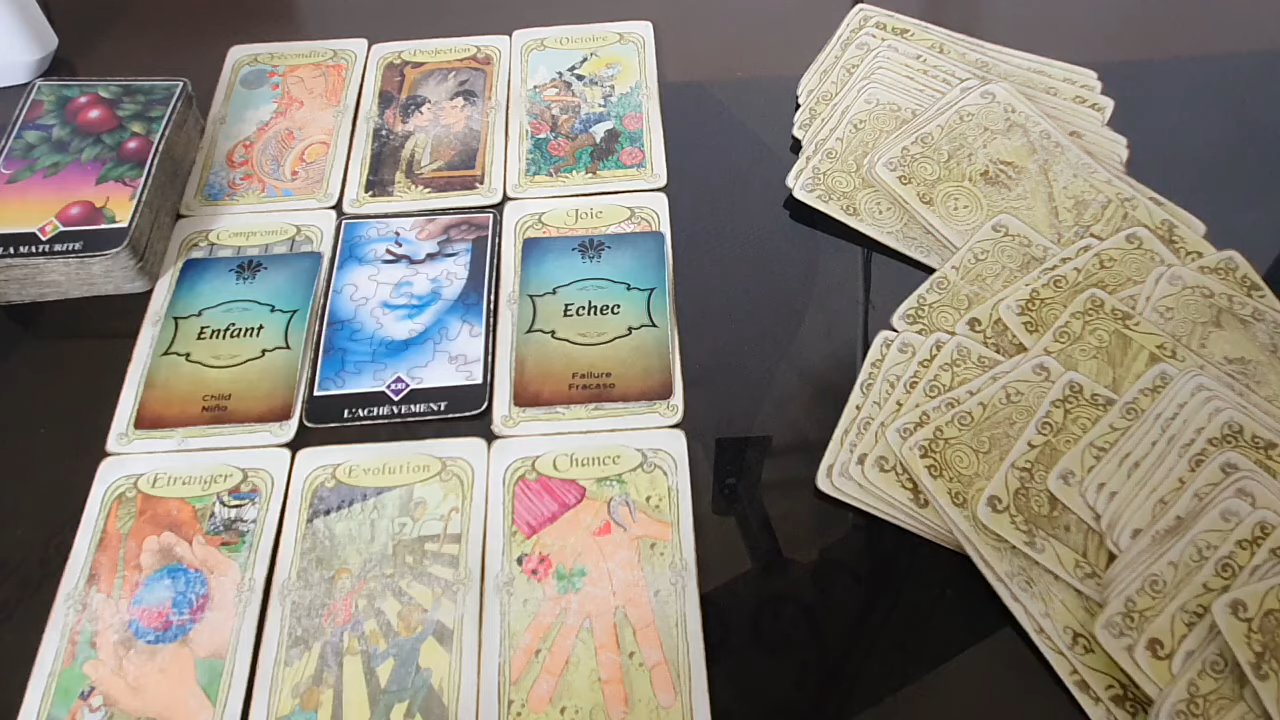 Fécondité
Projection
Victoire
LA MATURITÉ
Compromis
Enfant
Child
Niño
XXI
L'ACHÈVEMENT
Joie
Echec
Failure
Fracaso
Etranger
Evolution
Chance